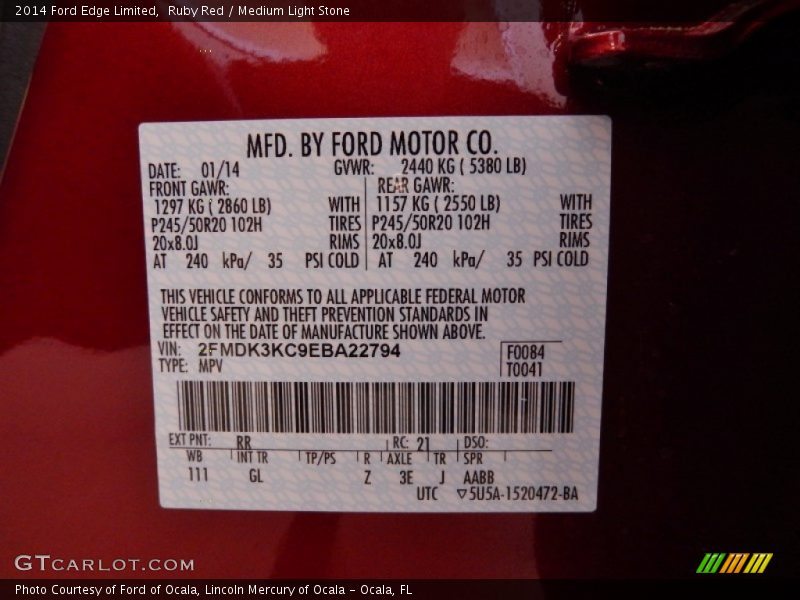 2014 Ford Edge Limited,  Ruby Red / Medium Light Stone
MFD. BY FORD MOTOR CO.
DATE: 01/14 GVWR: 2440 KG ( 5380 LB)
FRONT GAWR: REAR GAWR:
1297 KG ( 2860 LB) WITH 1157 KG ( 2550 LB) WITH
P245/50R20 102H TIRES P245/50R20 102H TIRES
20x8.0J RIMS 20x8.0J RIMS
AT 240 kPa/ 35 PSI COLD AT 240 kPa/ 35 PSI COLD
THIS VEHICLE CONFORMS TO ALL APPLICABLE FEDERAL MOTOR
VEHICLE SAFETY AND THEFT PREVENTION STANDARDS IN
EFFECT ON THE DATE OF MANUFACTURE SHOWN ABOVE.
VIN: 2FMDK3KC9EBA22794 F0084
TYPE: MPV T0041
EXT PNT: RR RC: 21 DSO:
WB INT TR TP/PS R AXLE TR SPR
111 GL Z 3E J AABB
UTC ▽5U5A-1520472-BA
GTCARLOT.COM
Photo Courtesy of Ford of Ocala, Lincoln Mercury of Ocala - Ocala, FL